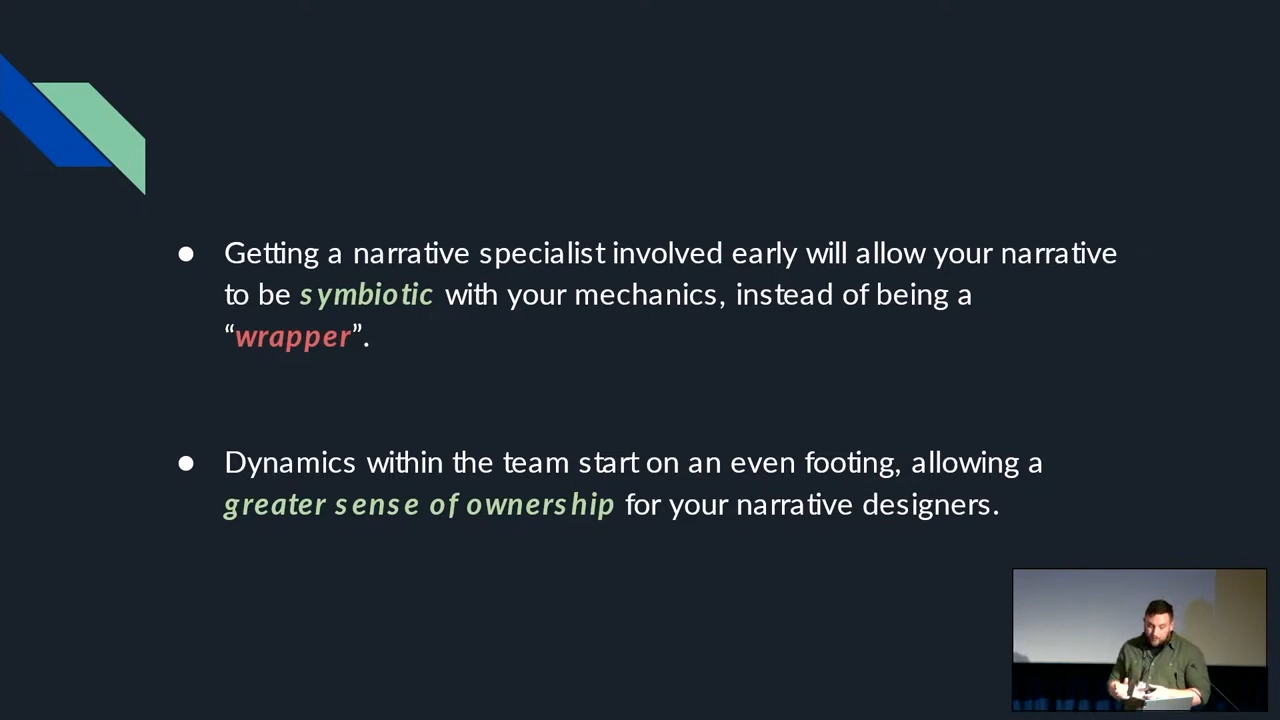 ● Getting a narrative specialist involved early will allow your narrative
to be symbiotic with your mechanics, instead of being a
“wrapper”.
● Dynamics within the team start on an even footing, allowing a
greater sense of ownership for your narrative designers.